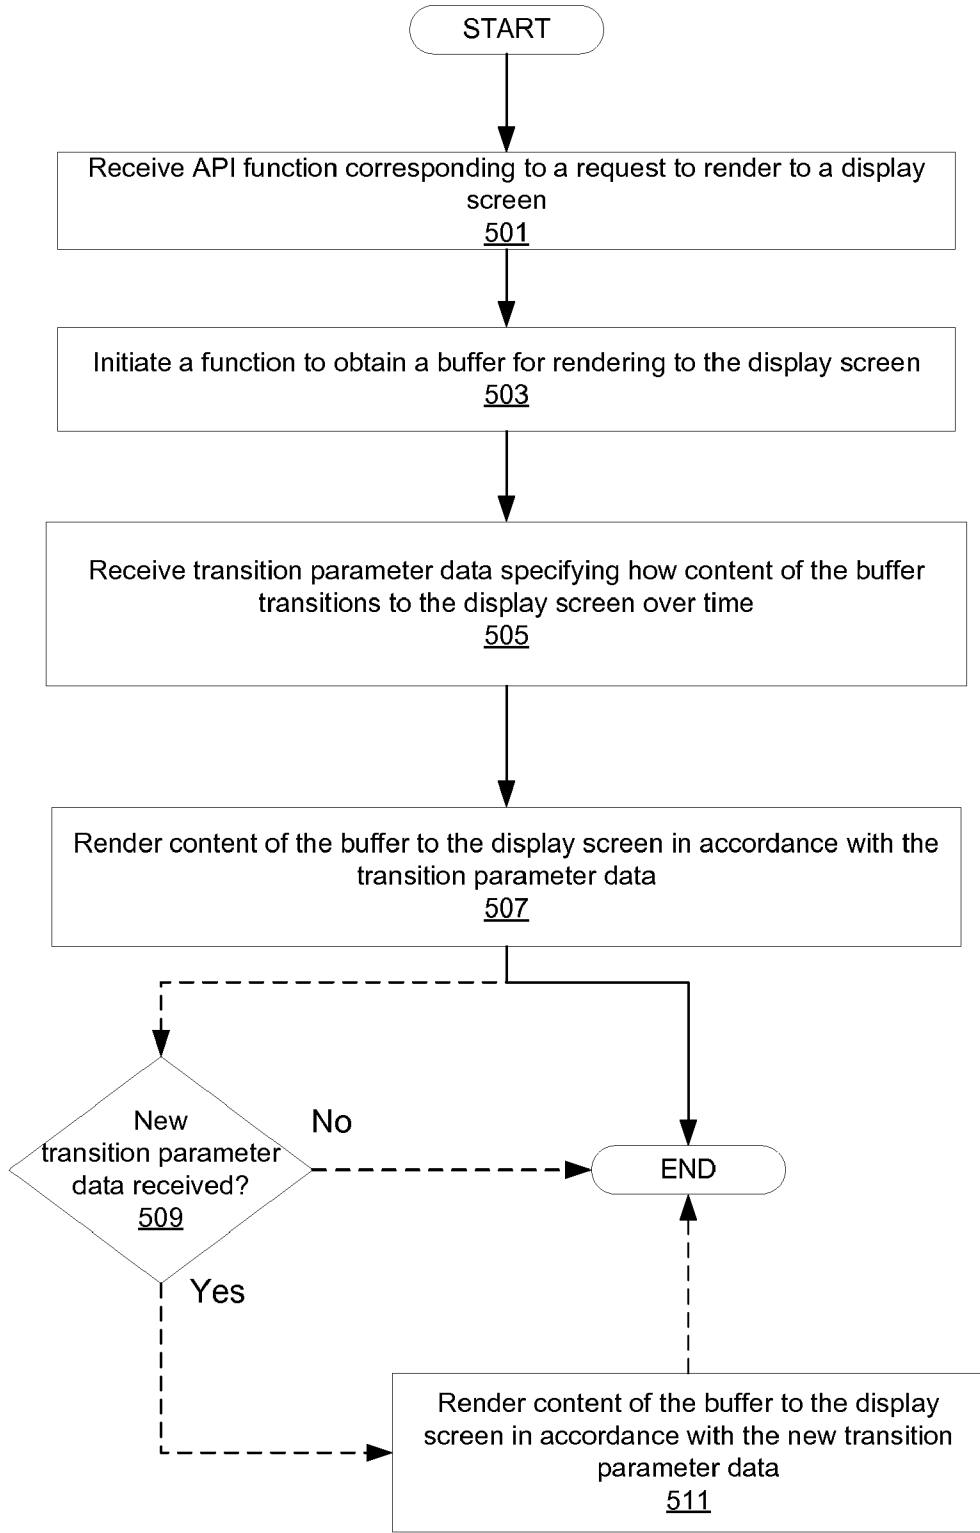 START
Receive API function corresponding to a request to render to a display
screen
501
Initiate a function to obtain a buffer for rendering to the display screen
503
Receive transition parameter data specifying how content of the buffer
transitions to the display screen over time
505
Render content of the buffer to the display screen in accordance with the
transition parameter data
507
New
transition parameter
data received?
509
No
END
Yes
Render content of the buffer to the display
screen in accordance with the new transition
parameter data
511